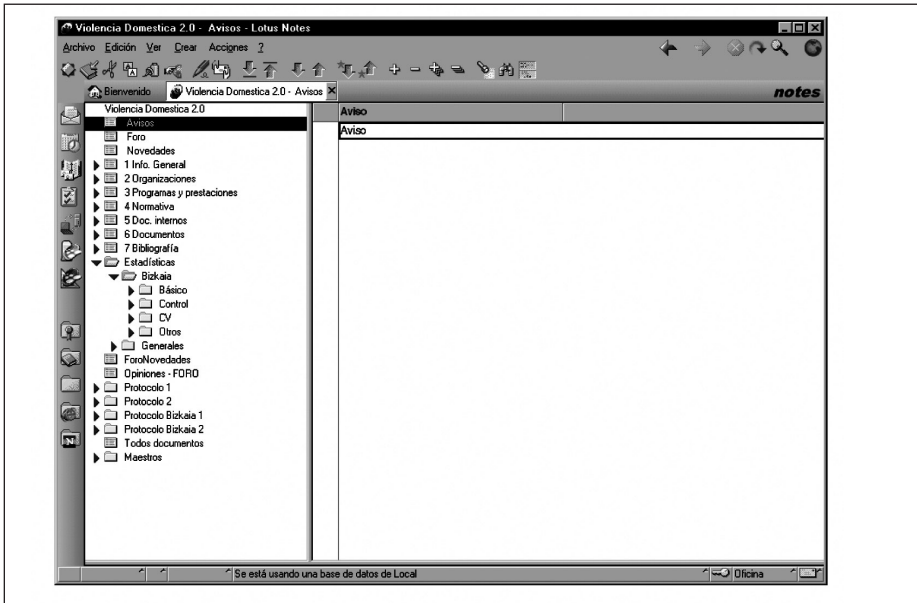 Violencia Domestica 2.0 - Avisos - Lotus Notes
Archivo Edición Ver Crear Acciones ?
Bienvenido Violencia Domestica 2.0 - Avisos
notes
Violencia Domestica 2.0
Avisos
Foro
Novedades
1 Info. General
2 Organizaciones
3 Programas y prestaciones
4 Normativa
5 Doc. internos
6 Documentos
7 Bibliografía
Estadísticas
Bizkaia
Básico
Control
CV
Otros
Generales
ForoNovedades
Opiniones - FORO
Protocolo 1
Protocolo 2
Protocolo Bizkaia 1
Protocolo Bizkaia 2
Todos documentos
Maestros
Aviso
Aviso
Se está usando una base de datos de Local
Oficina